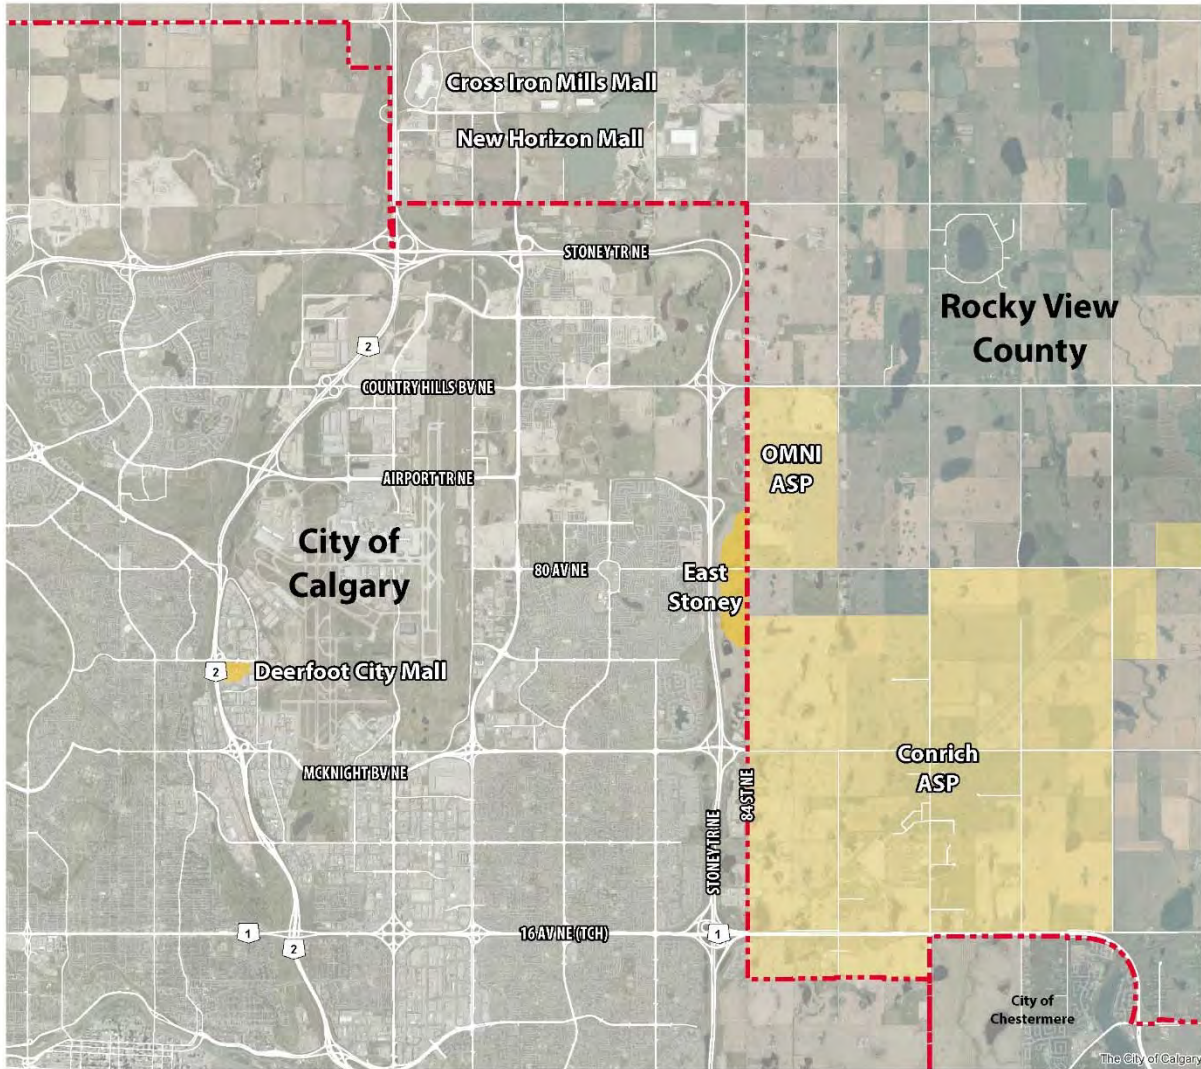 Cross Iron Mills Mall
New Horizon Mall
STONEY TR NE
Rocky View
County
2
COUNTRY HILLS BV NE
OMNI
ASP
AIRPORT TR NE
City of
Calgary
80 AV NE
East
Stoney
2
Deerfoot City Mall
Conrich
ASP
MCKNIGHT BV NE
84 ST NE
STONEY TR NE
1
2
16 AV NE (TCH)
1
City of
Chestermere
The City of Calgary